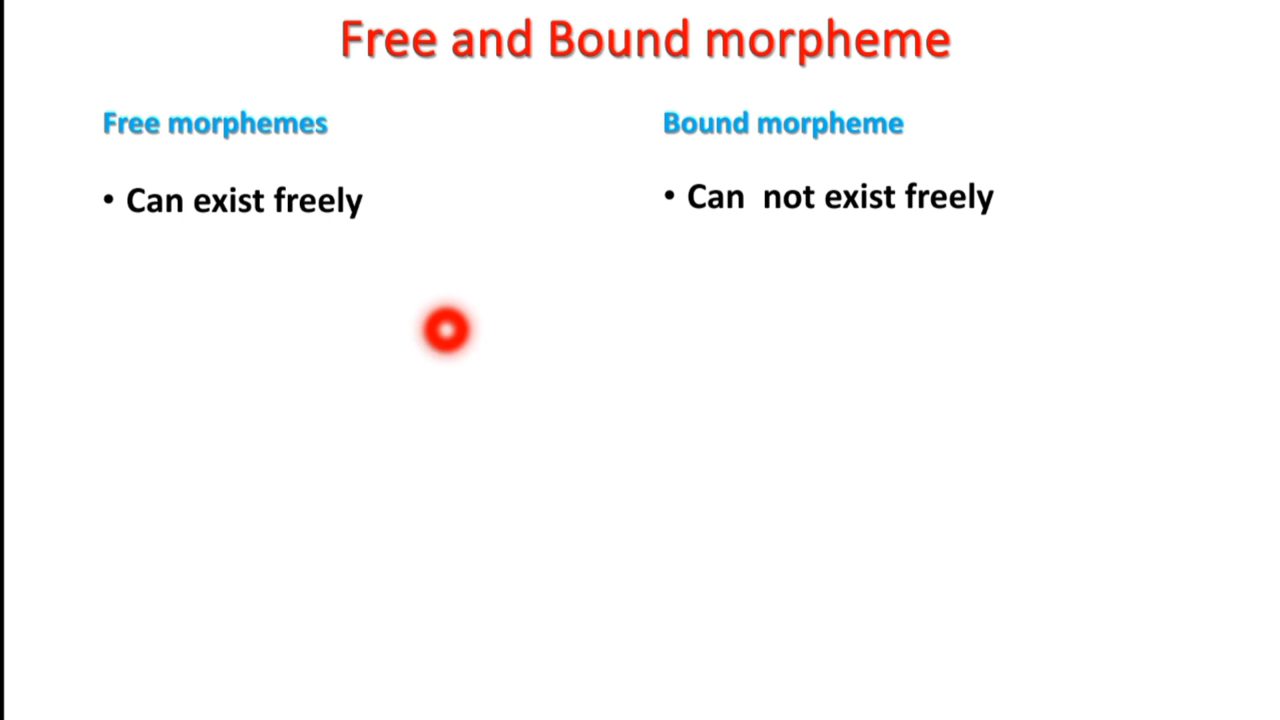 Free and Bound morpheme
Free morphemes
• Can exist freely
Bound morpheme
• Can  not exist freely